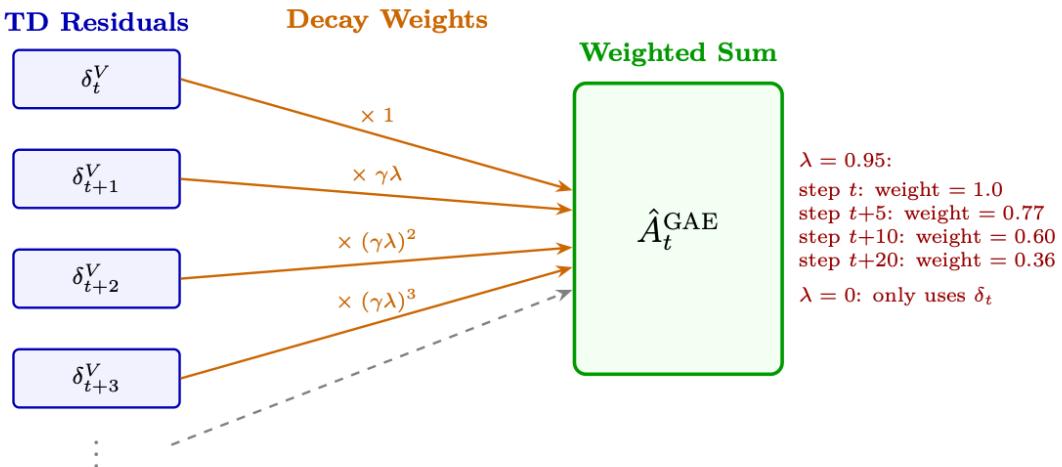 TD Residuals
Decay Weights
Weighted Sum
δ_t^V
δ_{t+1}^V
δ_{t+2}^V
δ_{t+3}^V
⋮
× 1
× γλ
× (γλ)²
× (γλ)³
Â_t^GAE
λ = 0.95:
step t: weight = 1.0
step t+5: weight = 0.77
step t+10: weight = 0.60
step t+20: weight = 0.36
λ = 0: only uses δ_t